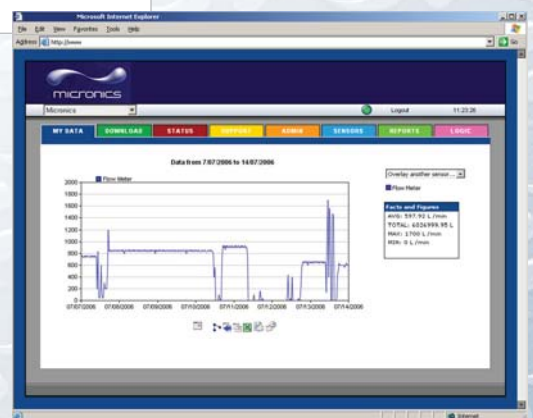 Microsoft Internet Explorer
File Edit View Favorites Tools Help
Address http://www Go
micronics
Micronics Logout 11:23:26
MY DATA DOWNLOAD STATUS SUPPORT ADMIN SENSORS REPORTS LOGIC
Data from 7/07/2006 to 14/07/2006
Flow Meter
2000
1800
1600
1400
1200
1000
800
600
400
200
0
07/07/2006 07/08/2006 07/09/2006 07/10/2006 07/11/2006 07/12/2006 07/13/2006 07/14/2006
Overlay another sensor...
Flow Meter
Facts and Figures
AVG: 597.92 L/min
TOTAL: 6026999.95 L
MAX: 1700 L/min
MIN: 0 L/min
Internet